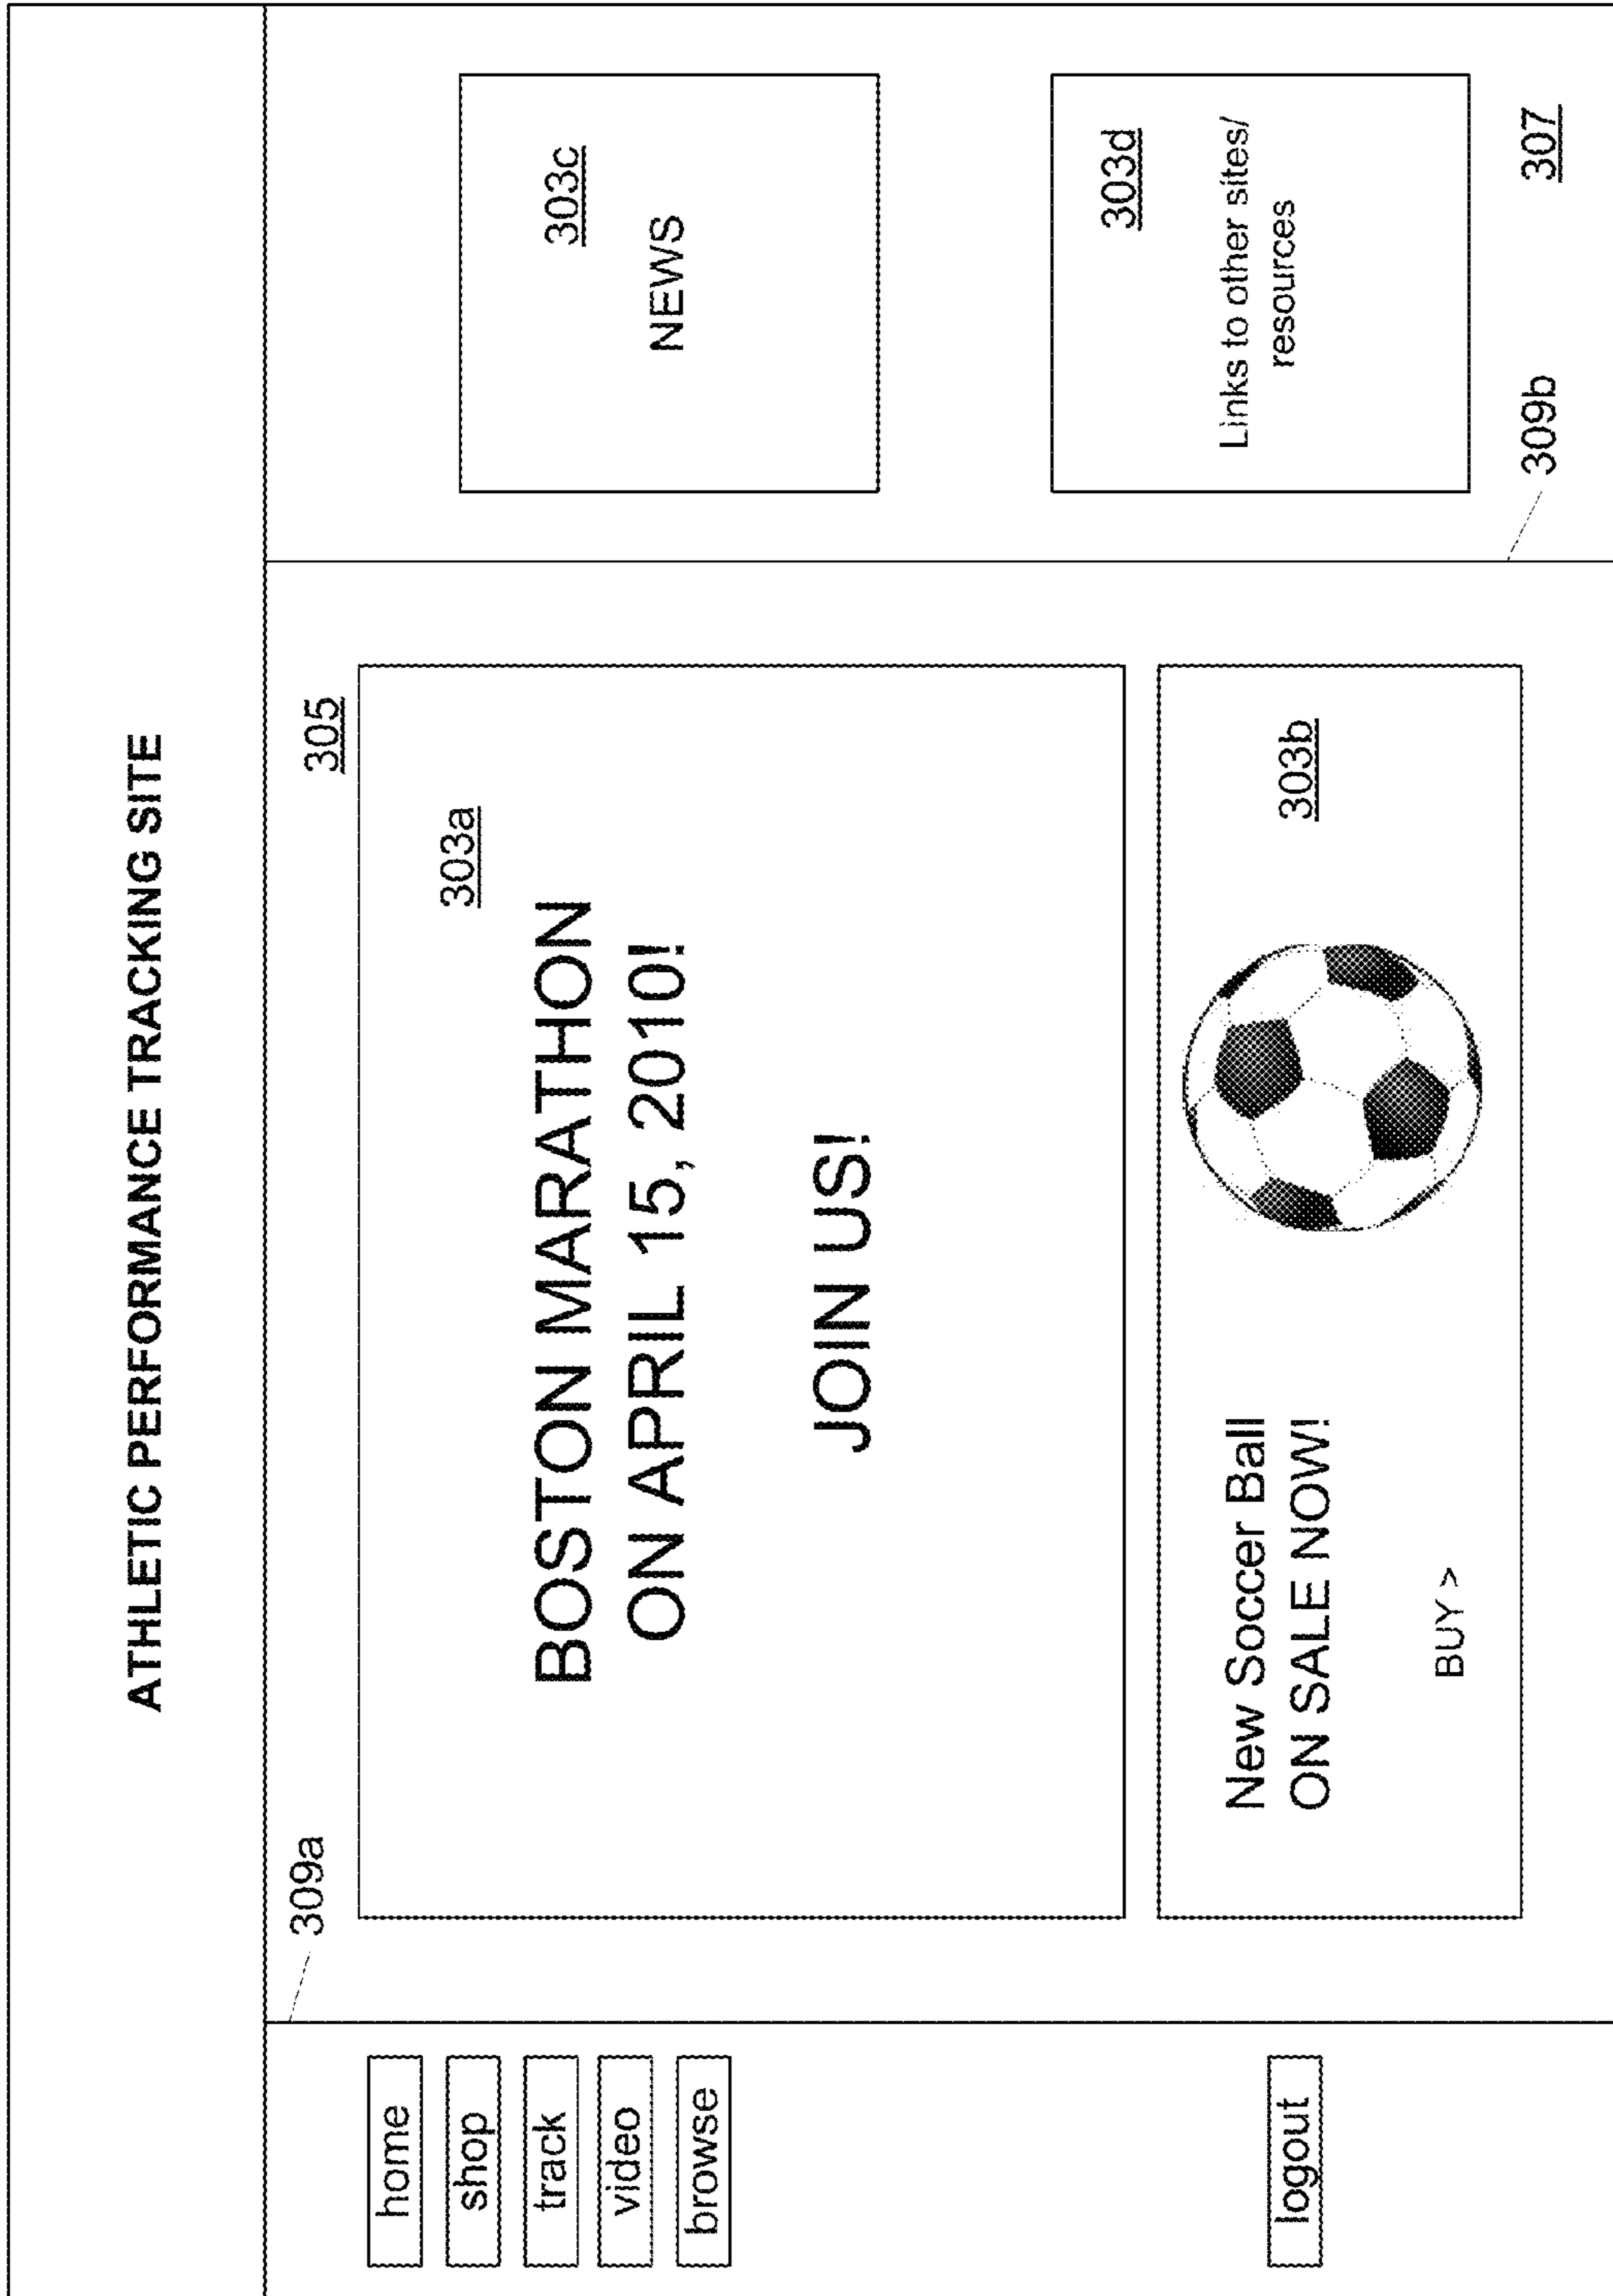 ATHLETIC PERFORMANCE TRACKING SITE
309a
305
home
shop
track
video
browse
logout
303a
BOSTON MARATHON
ON APRIL 15, 2010!
JOIN US!
303b
New Soccer Ball
ON SALE NOW!
BUY >
303c
NEWS
303d
Links to other sites/
resources
309b
307